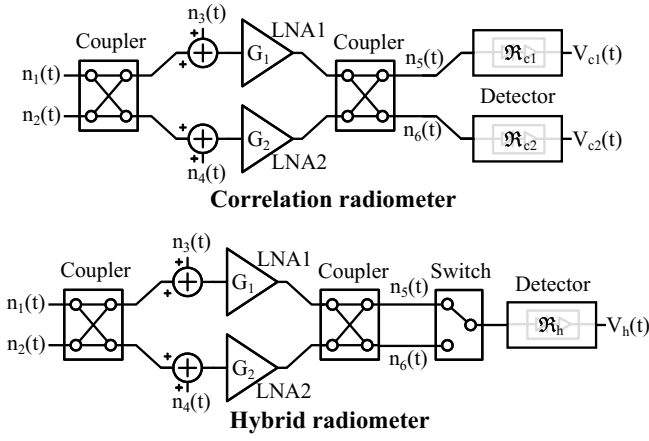 n3(t)
LNA1
Coupler
G1
Coupler
n5(t)
n1(t)
ℜc1
Vc1(t)
n2(t)
Detector
G2
n6(t)
ℜc2
Vc2(t)
n4(t)
LNA2
Correlation radiometer
n3(t)
LNA1
Coupler
G1
Coupler
n5(t)
Switch
Detector
n1(t)
n2(t)
ℜh
Vh(t)
G2
n6(t)
n4(t)
LNA2
Hybrid radiometer